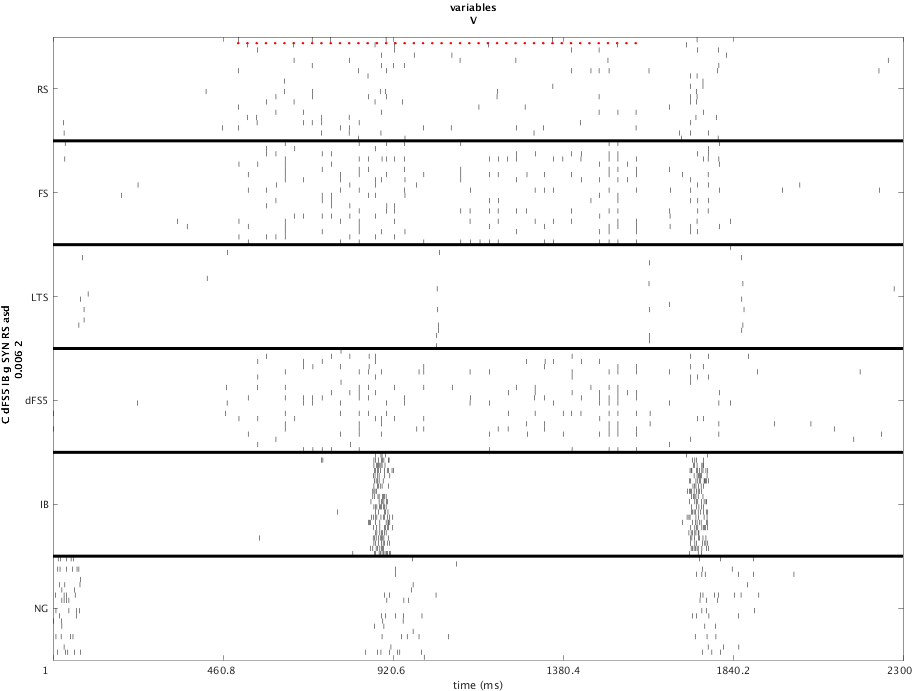 variables
V
RS
FS
LTS
dFS5
IB
NG
C dFS5 IB g SYN RS asd
0.006 2
1
460.8
920.6
1380.4
1840.2
2300
time (ms)